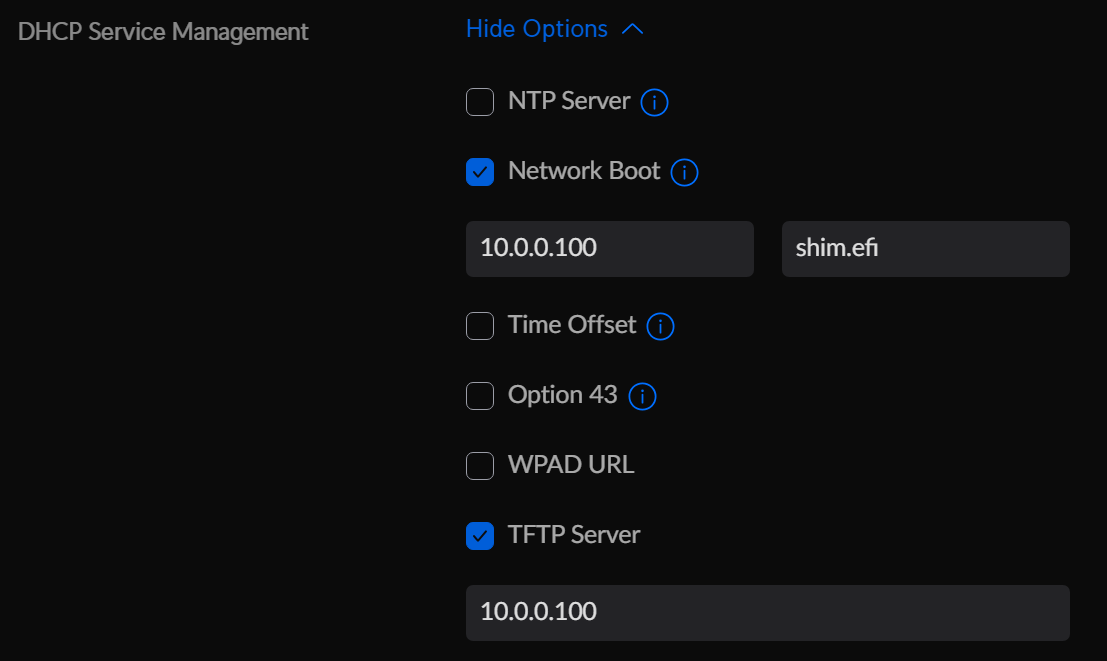 DHCP Service Management
Hide Options
NTP Server
Network Boot
10.0.0.100
shim.efi
Time Offset
Option 43
WPAD URL
TFTP Server
10.0.0.100